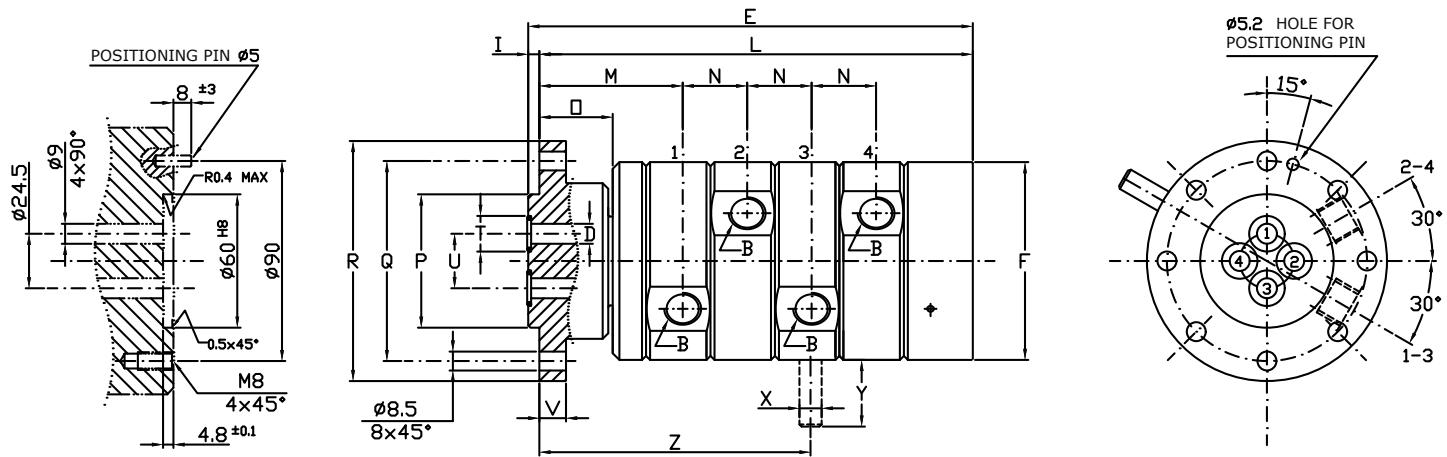 POSITIONING PIN ø5
8 ±3
ø9
4x90°
ø24.5
R0.4 MAX
ø60 H8
ø90
0.5x45°
M8
4x45°
4.8 ±0.1
E
I
L
M
N
N
N
O
1
2
3
4
R
Q
P
T
U
D
B
B
B
B
F
ø8.5
8x45°
V
X
Y
Z
ø5.2 HOLE FOR
POSITIONING PIN
15°
2-4
30°
1
4
2
3
30°
1-3